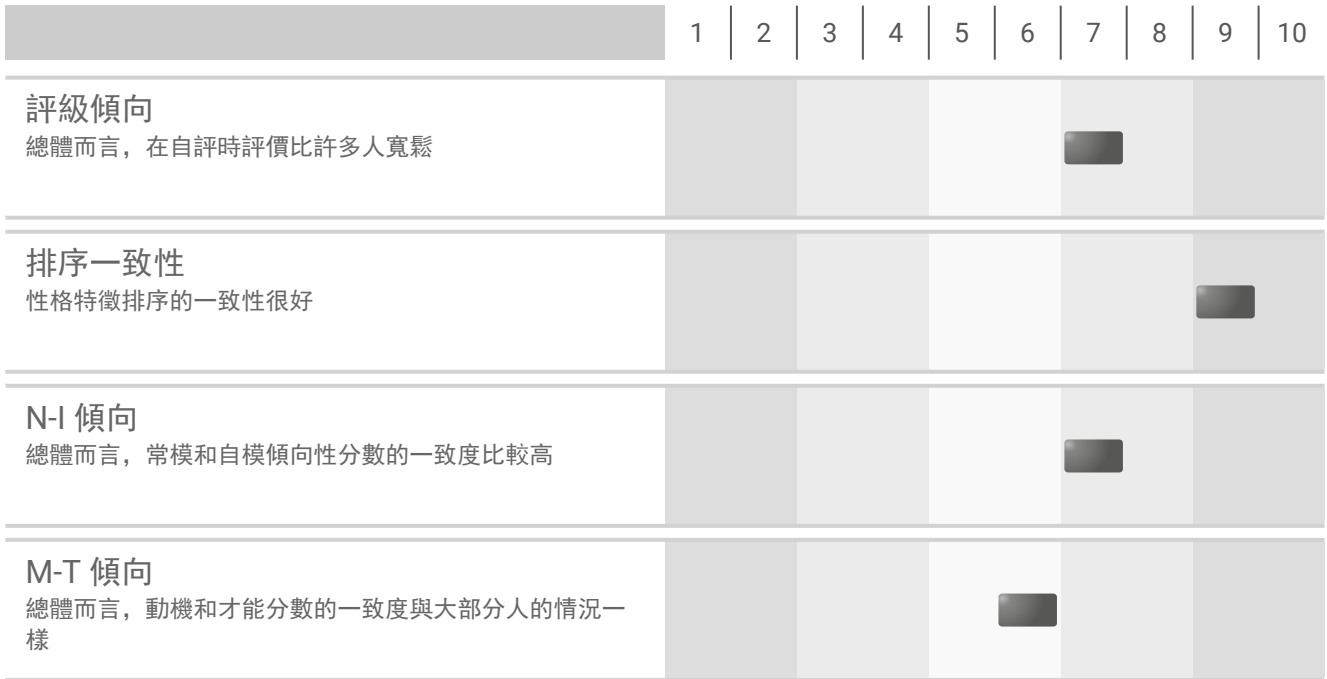 1 2 3 4 5 6 7 8 9 10
評級傾向
總體而言，在自評時評價比許多人寬鬆
排序一致性
性格特徵排序的一致性很好
N-I 傾向
總體而言，常模和自模傾向性分數的一致度比較高
M-T 傾向
總體而言，動機和才能分數的一致度與大部分人的情況一
樣